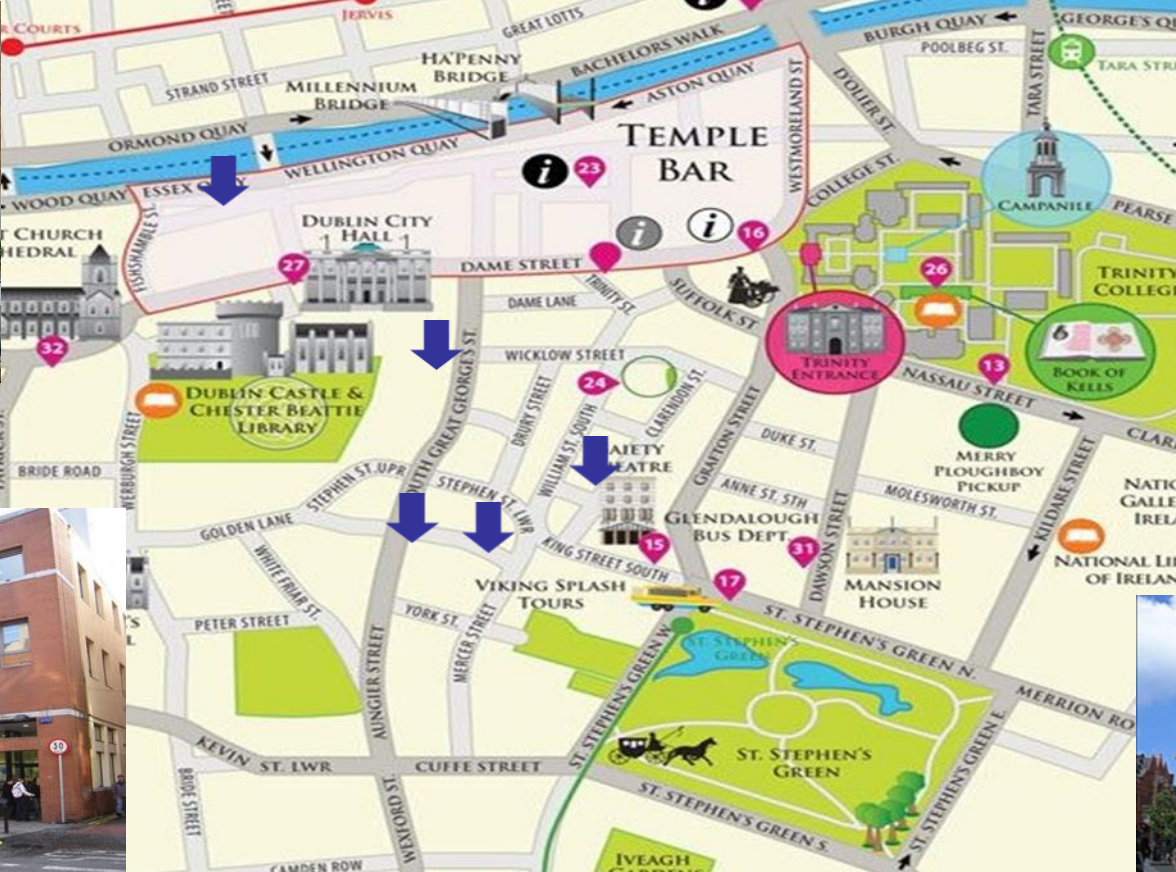 R COURTS
JERVIS
GREAT LOTTS
BURGH QUAY
GEORGE'S Q
POOLBEG ST.
TARA STREET
TARA STRE
STRAND STREET
HA'PENNY
BRIDGE
BACHELORS WALK
MILLENNIUM
BRIDGE
ASTON QUAY
D'OLIER ST.
ORMOND QUAY
WELLINGTON QUAY
TEMPLE
BAR
WESTMORELAND ST
i
23
COLLEGE ST.
CAMPANILE
PEARSE
WOOD QUAY
ESSEX QUAY
FISHSHAMBLE ST.
T CHURCH
HEDRAL
DUBLIN CITY
HALL
i
i
16
27
DAME STREET
TRINITY ST.
SUFFOLK ST
26
TRINITY
COLLEGE
DAME LANE
32
WICKLOW STREET
TRINITY
ENTRANCE
6
BOOK OF
KELLS
13
NASSAU STREET
24
DUBLIN CASTLE &
CHESTER BEATTIE
LIBRARY
DRURY STREET
WILLIAM ST. SOUTH
CLARENDON ST.
GRAFTON STREET
SOUTH GREAT GEORGE'S ST.
WERBURGH STREET
DUKE ST.
MERRY
PLOUGHBOY
PICKUP
CLARE
KILDARE STREET
BRIDE ROAD
STEPHEN ST. UPR
STEPHEN ST. LWR
GAIETY
THEATRE
ANNE ST. STH
MOLESWORTH ST.
NATIO
GALLE
IREL
GOLDEN LANE
GLENDALOUGH
BUS DEPT.
DAWSON STREET
31
15
KING STREET SOUTH
WHITE FRIAR ST.
VIKING SPLASH
TOURS
17
MANSION
HOUSE
NATIONAL LI
OF IRELAN
PETER STREET
YORK ST.
MERCER STREET
AUNGIER STREET
ST. STEPHEN'S GREEN N.
ST STEPHEN'S
GREEN
ST. STEPHEN'S GREEN W.
MERRION RO
ST. STEPHEN'S GREEN E.
KEVIN ST. LWR
CUFFE STREET
ST. STEPHEN'S
GREEN
50
BRIDE STREET
WEXFORD ST.
ST. STEPHEN'S GREEN S.
CAMDEN ROW
IVEAGH
GARDENS